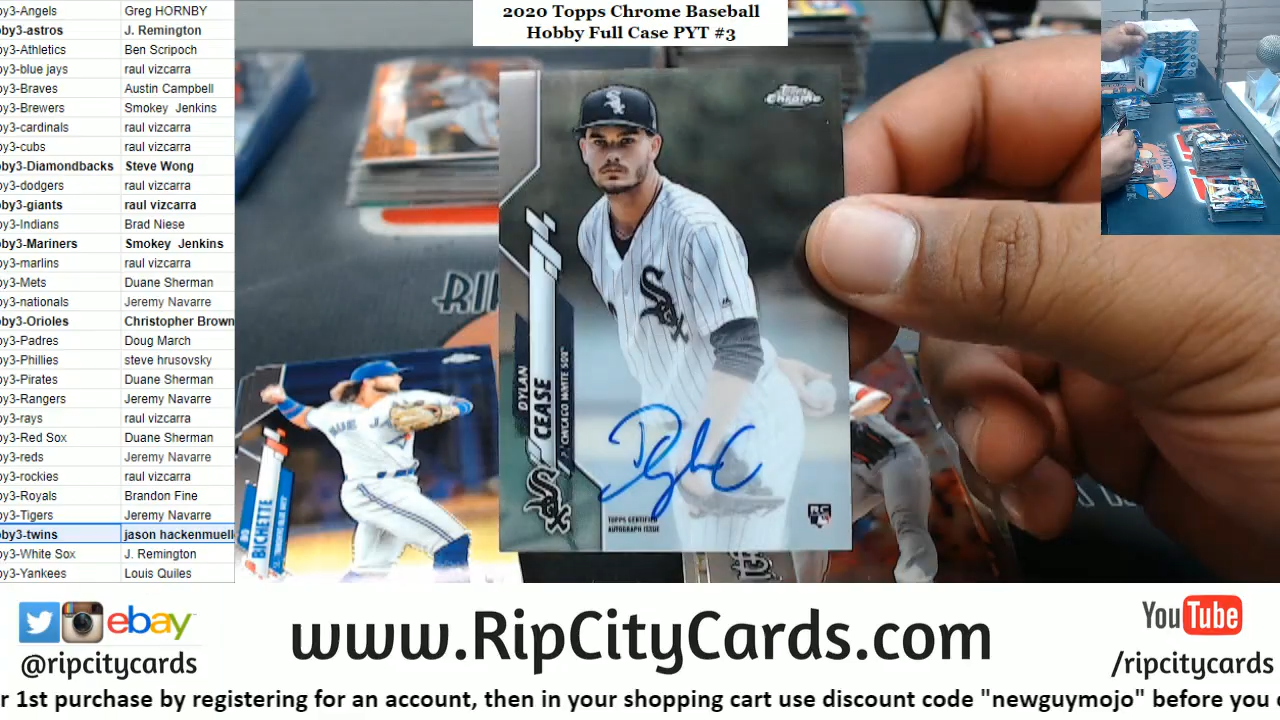 by3-Angels Greg HORNBY
by3-astros J. Remington
by3-Athletics Ben Scripoch
by3-blue jays raul vizcarra
by3-Braves Austin Campbell
by3-Brewers Smokey Jenkins
by3-cardinals raul vizcarra
by3-cubs raul vizcarra
by3-Diamondbacks Steve Wong
by3-dodgers raul vizcarra
by3-giants raul vizcarra
by3-Indians Brad Niese
by3-Mariners Smokey Jenkins
by3-marlins raul vizcarra
by3-Mets Duane Sherman
by3-nationals Jeremy Navarre
by3-Orioles Christopher Brown
by3-Padres Doug March
by3-Phillies steve hrusovsky
by3-Pirates Duane Sherman
by3-Rangers Jeremy Navarre
by3-rays raul vizcarra
by3-Red Sox Duane Sherman
by3-reds Jeremy Navarre
by3-rockies raul vizcarra
by3-Royals Brandon Fine
by3-Tigers Jeremy Navarre
by3-twins jason hackenmuell
by3-White Sox J. Remington
by3-Yankees Louis Quiles
2020 Topps Chrome Baseball
Hobby Full Case PYT #3
Topps
Chrome
Sox
DYLAN
CEASE
CHICAGO WHITE SOX
Sox
TOPPS CERTIFIED
AUTOGRAPH ISSUE
RC
RI
BLUE JA
BO
BICHETTE
ebay
@ripcitycards
www.RipCityCards.com
YouTube
/ripcitycards
r 1st purchase by registering for an account, then in your shopping cart use discount code "newguymojo" before you